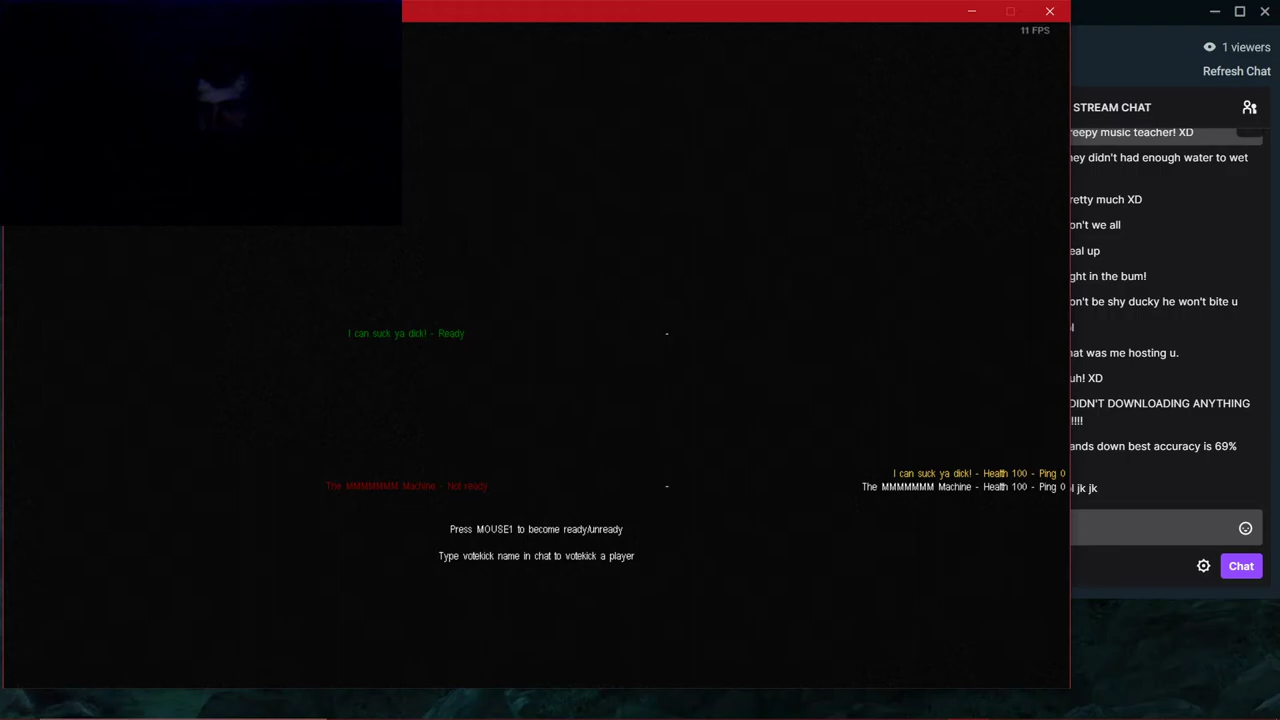 11 FPS
1 viewers
Refresh Chat
STREAM CHAT
reepy music teacher! XD
ney didn't had enough water to wet
retty much XD
on't we all
eal up
ght in the bum!
on't be shy ducky he won't bite u
ol
hat was me hosting u.
uh! XD
DIDN'T DOWNLOADING ANYTHING
!!!!
ands down best accuracy is 69%
ol jk jk
Chat
I can suck ya dick! - Ready
-
The MMMMMMM Machine - Not ready
-
I can suck ya dick! - Health 100 - Ping 0
The MMMMMMM Machine - Health 100 - Ping 0
Press MOUSE1 to become ready/unready
Type votekick name in chat to votekick a player